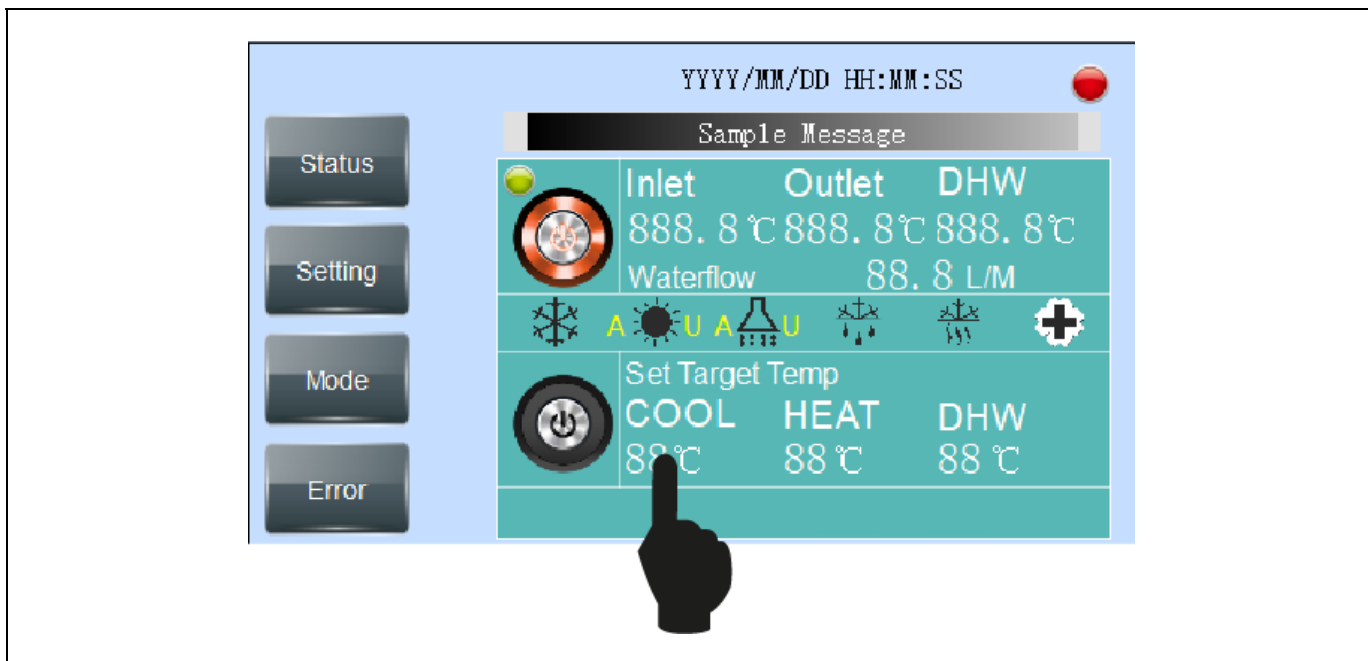 YYYY/MM/DD HH:MM:SS
Sample Message
Status
Setting
Mode
Error
Inlet Outlet DHW
888.8℃ 888.8℃ 888.8℃
Waterflow 88.8 L/M
A U A U
Set Target Temp
COOL HEAT DHW
88℃ 88℃ 88℃